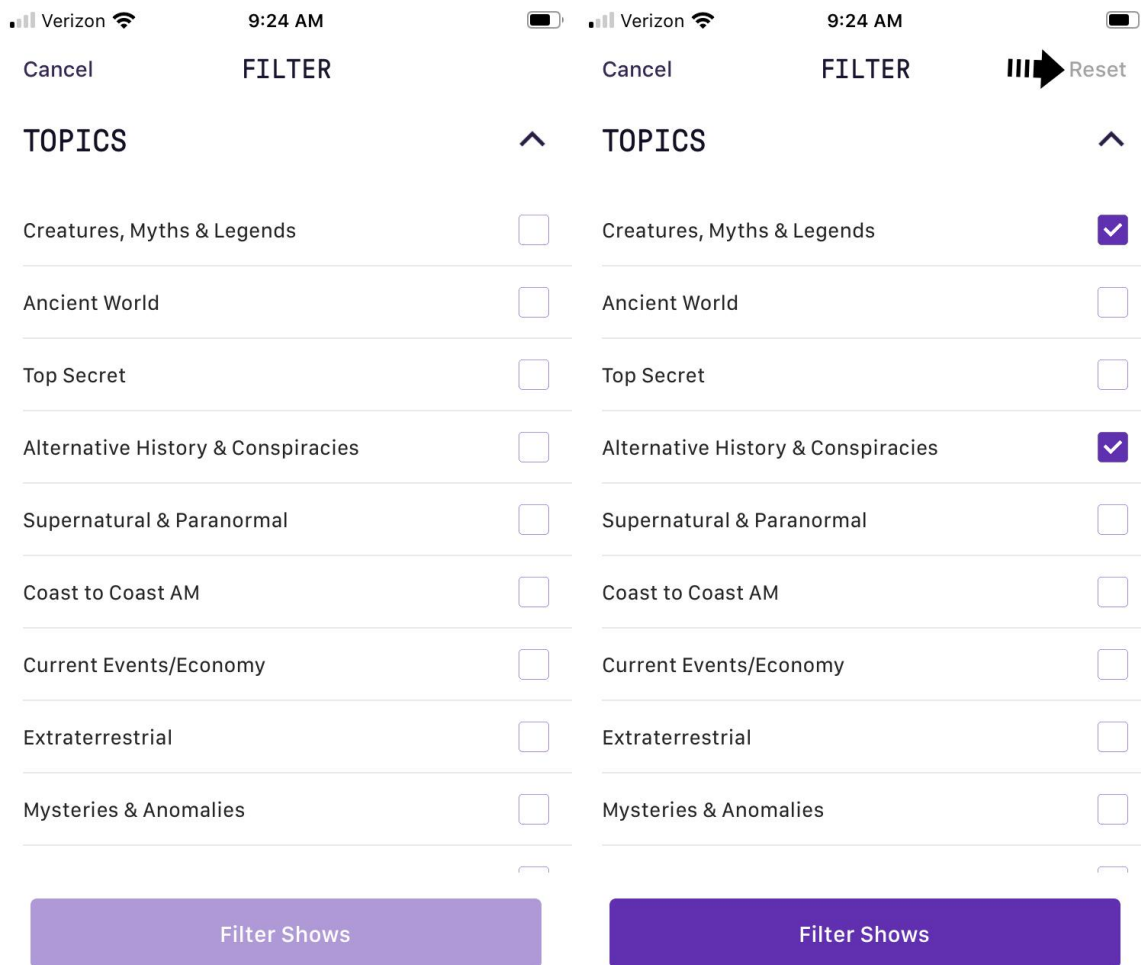 Verizon 9:24 AM
Cancel FILTER
TOPICS
Creatures, Myths & Legends
Ancient World
Top Secret
Alternative History & Conspiracies
Supernatural & Paranormal
Coast to Coast AM
Current Events/Economy
Extraterrestrial
Mysteries & Anomalies
Filter Shows
Verizon 9:24 AM
Cancel FILTER Reset
TOPICS
Creatures, Myths & Legends
Ancient World
Top Secret
Alternative History & Conspiracies
Supernatural & Paranormal
Coast to Coast AM
Current Events/Economy
Extraterrestrial
Mysteries & Anomalies
Filter Shows